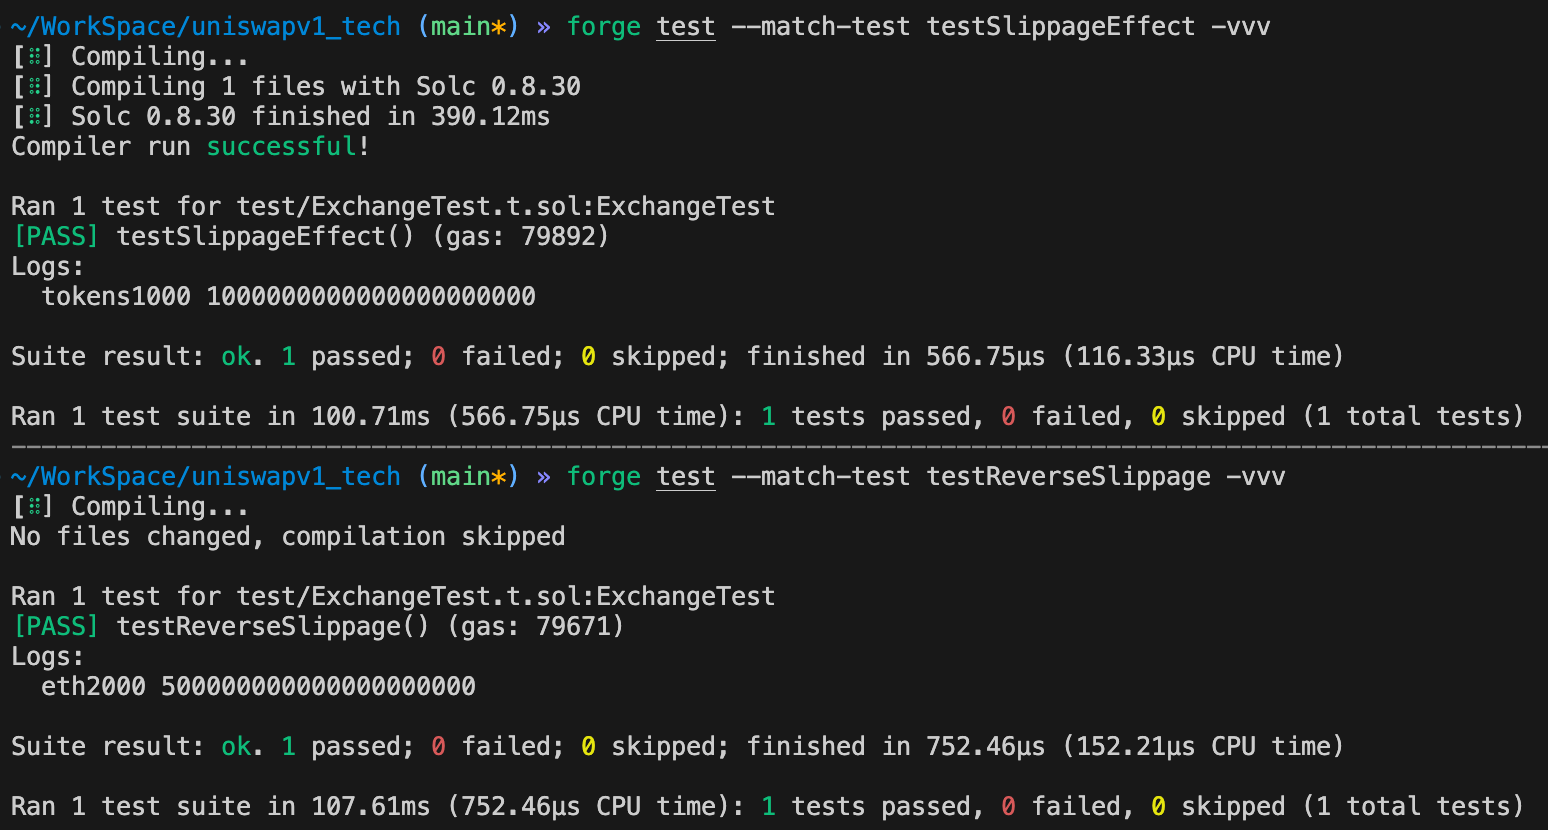 ~/WorkSpace/uniswapv1_tech (main*) » forge test --match-test testSlippageEffect -vvv
[⠿] Compiling...
[⠿] Compiling 1 files with Solc 0.8.30
[⠿] Solc 0.8.30 finished in 390.12ms
Compiler run successful!
Ran 1 test for test/ExchangeTest.t.sol:ExchangeTest
[PASS] testSlippageEffect() (gas: 79892)
Logs:
tokens1000 1000000000000000000000
Suite result: ok. 1 passed; 0 failed; 0 skipped; finished in 566.75µs (116.33µs CPU time)
Ran 1 test suite in 100.71ms (566.75µs CPU time): 1 tests passed, 0 failed, 0 skipped (1 total tests)
~/WorkSpace/uniswapv1_tech (main*) » forge test --match-test testReverseSlippage -vvv
[⠿] Compiling...
No files changed, compilation skipped
Ran 1 test for test/ExchangeTest.t.sol:ExchangeTest
[PASS] testReverseSlippage() (gas: 79671)
Logs:
eth2000 500000000000000000000
Suite result: ok. 1 passed; 0 failed; 0 skipped; finished in 752.46µs (152.21µs CPU time)
Ran 1 test suite in 107.61ms (752.46µs CPU time): 1 tests passed, 0 failed, 0 skipped (1 total tests)